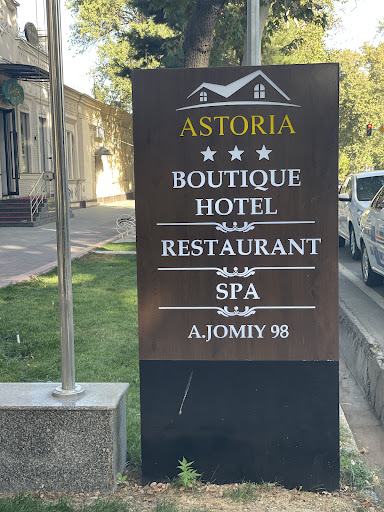 ASTORIA
BOUTIQUE
HOTEL
RESTAURANT
SPA
A.JOMIY 98